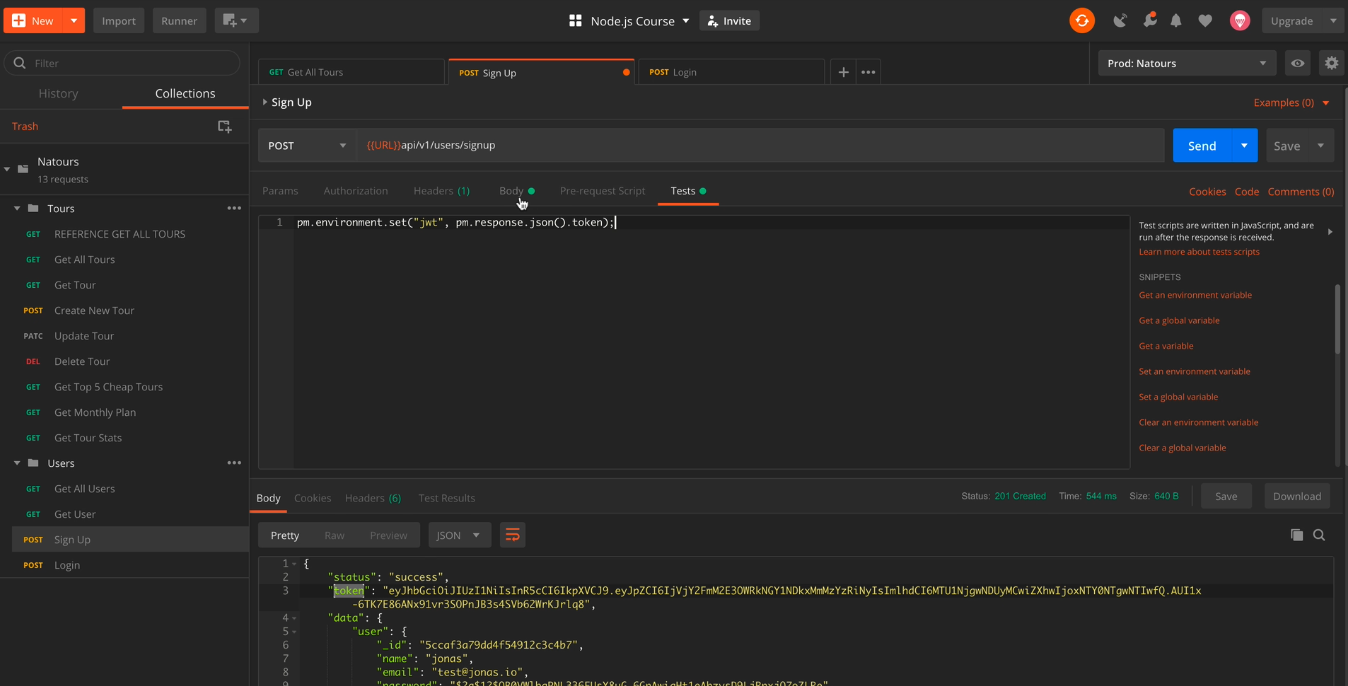 New
Import
Runner
Node.js Course
Invite
Upgrade
Filter
History
Collections
Trash
Natours
13 requests
Tours
GET REFERENCE GET ALL TOURS
GET Get All Tours
GET Get Tour
POST Create New Tour
PATC Update Tour
DEL Delete Tour
GET Get Top 5 Cheap Tours
GET Get Monthly Plan
GET Get Tour Stats
Users
GET Get All Users
GET Get User
POST Sign Up
POST Login
GET Get All Tours
POST Sign Up
POST Login
Prod: Natours
Sign Up
Examples (0)
POST
{{URL}}api/v1/users/signup
Send
Save
Params
Authorization
Headers (1)
Body
Pre-request Script
Tests
Cookies
Code
Comments (0)
1 pm.environment.set("jwt", pm.response.json().token);
Test scripts are written in JavaScript, and are
run after the response is received.
Learn more about tests scripts
SNIPPETS
Get an environment variable
Get a global variable
Get a variable
Set an environment variable
Set a global variable
Clear an environment variable
Clear a global variable
Body
Cookies
Headers (6)
Test Results
Status: 201 Created
Time: 544 ms
Size: 640 B
Save
Download
Pretty
Raw
Preview
JSON
1 {
2 "status": "success",
3 "token":
4 "data": {
5 "user": {
6 "_id": "5ccaf3a79dd4f54912c3c4b7",
7 "name": "jonas",
8 "email": "test@jonas.io",